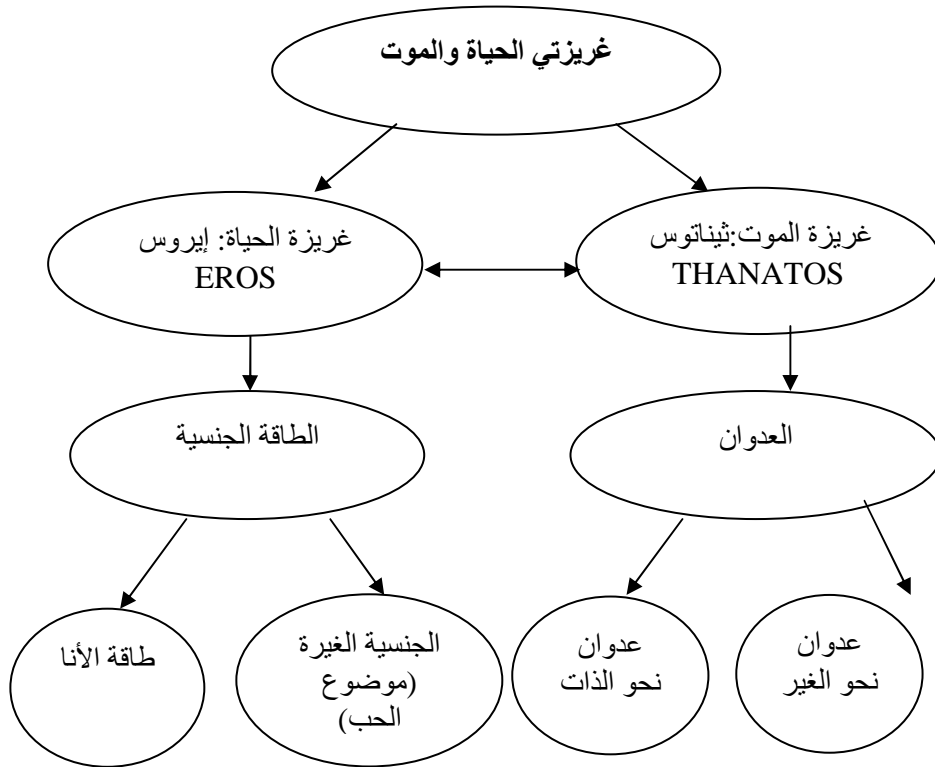 غريزتي الحياة والموت
غريزة الموت:ثيناتوس
THANATOS
غريزة الحياة: إيروس
EROS
العدوان
الطاقة الجنسية
عدوان
نحو الغير
عدوان
نحو الذات
الجنسية الغيرة
(موضوع
الحب)
طاقة الأنا